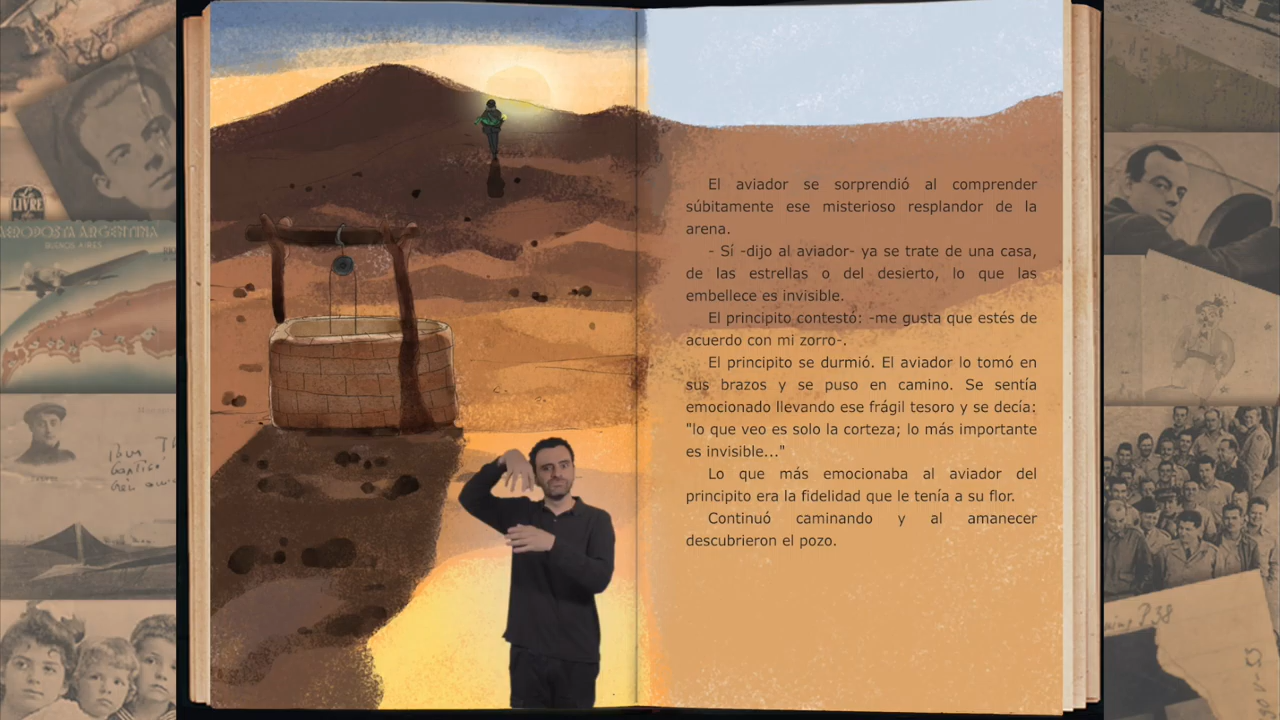 LIVRE
AEROPOSTA ARGENTINA
BUENOS AIRES
El aviador se sorprendió al comprender
súbitamente ese misterioso resplandor de la
arena.
- Sí -dijo al aviador- ya se trate de una casa,
de las estrellas o del desierto, lo que las
embellece es invisible.
El principito contestó: -me gusta que estés de
acuerdo con mi zorro-.
El principito se durmió. El aviador lo tomó en
sus brazos y se puso en camino. Se sentía
emocionado llevando ese frágil tesoro y se decía:
"lo que veo es solo la corteza; lo más importante
es invisible..."
Lo que más emocionaba al aviador del
principito era la fidelidad que le tenía a su flor.
Continuó caminando y al amanecer
descubrieron el pozo.
P38